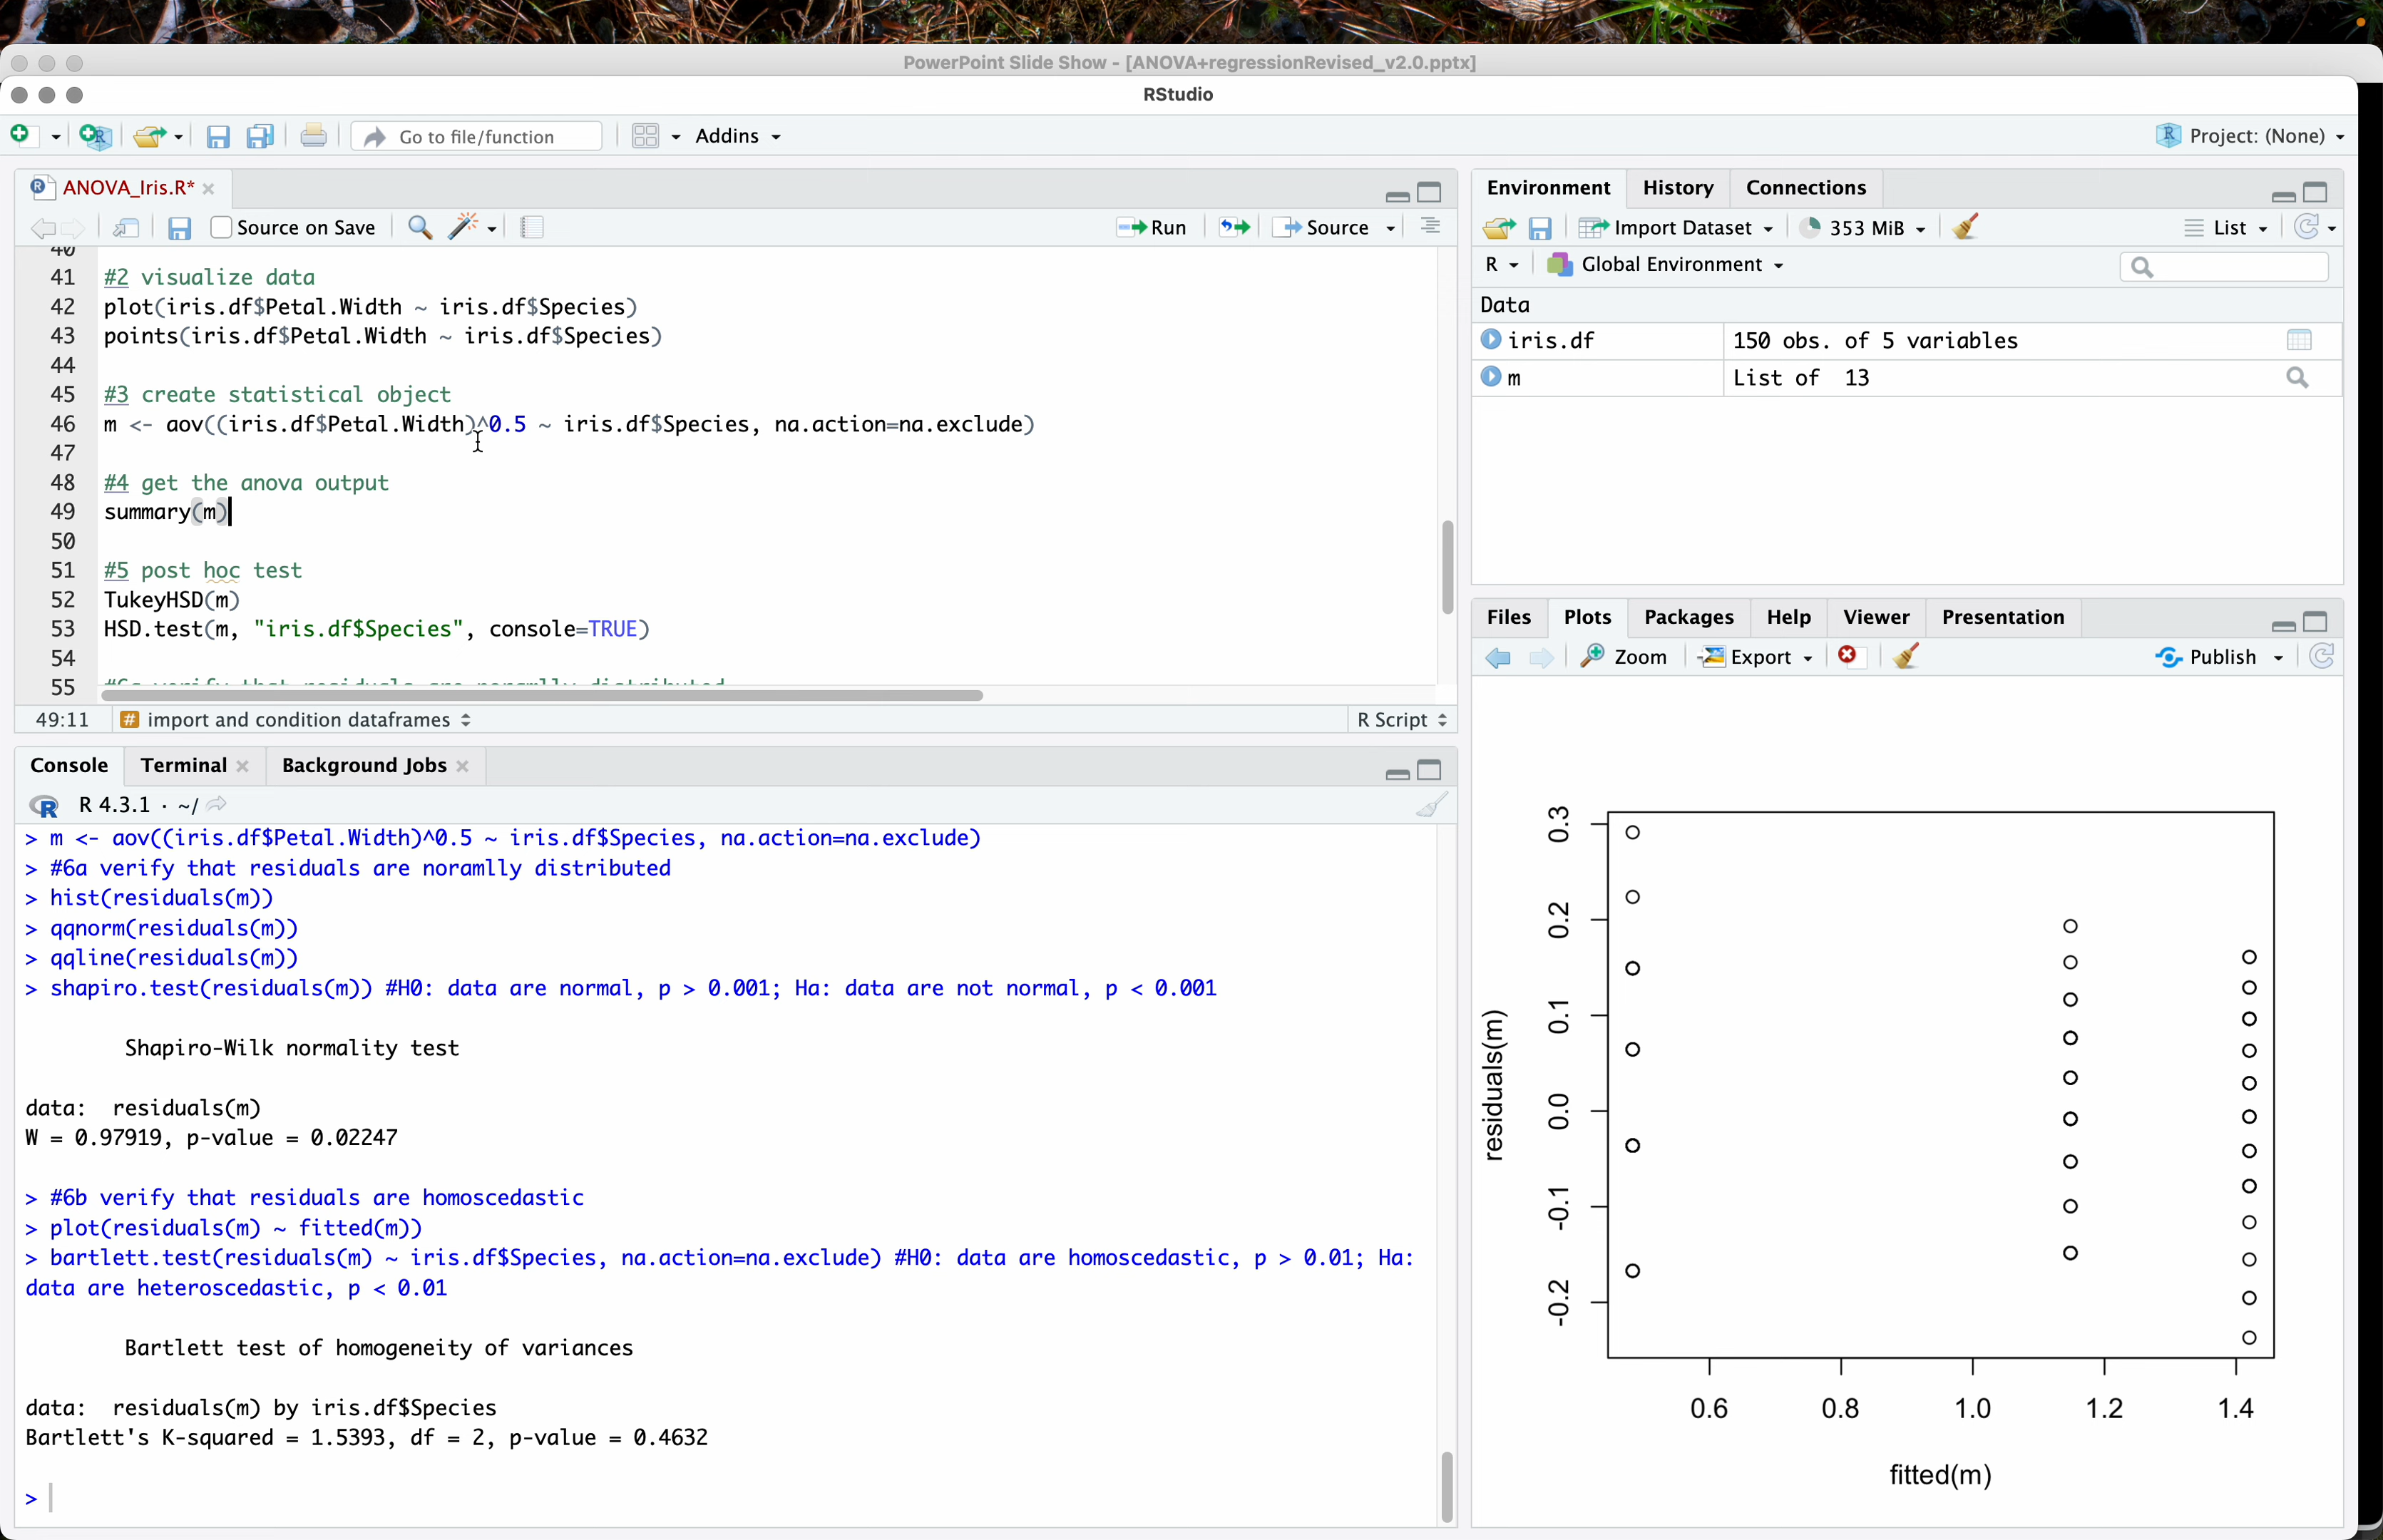 PowerPoint Slide Show - [ANOVA+regressionRevised_v2.0.pptx]
RStudio
Go to file/function
Addins
Project: (None)
ANOVA_Iris.R*
Source on Save
Run
Source
40
41 #2 visualize data
42 plot(iris.df$Petal.Width ~ iris.df$Species)
43 points(iris.df$Petal.Width ~ iris.df$Species)
44
45 #3 create statistical object
46 m <- aov((iris.df$Petal.Width)^0.5 ~ iris.df$Species, na.action=na.exclude)
47
48 #4 get the anova output
49 summary(m)
50
51 #5 post hoc test
52 TukeyHSD(m)
53 HSD.test(m, "iris.df$Species", console=TRUE)
54
55 #6a verify that residuals are noramlly distributed
49:11 # import and condition dataframes
R Script
Console Terminal Background Jobs
R 4.3.1 · ~/
> m <- aov((iris.df$Petal.Width)^0.5 ~ iris.df$Species, na.action=na.exclude)
> #6a verify that residuals are noramlly distributed
> hist(residuals(m))
> qqnorm(residuals(m))
> qqline(residuals(m))
> shapiro.test(residuals(m)) #H0: data are normal, p > 0.001; Ha: data are not normal, p < 0.001
Shapiro-Wilk normality test
data: residuals(m)
W = 0.97919, p-value = 0.02247
> #6b verify that residuals are homoscedastic
> plot(residuals(m) ~ fitted(m))
> bartlett.test(residuals(m) ~ iris.df$Species, na.action=na.exclude) #H0: data are homoscedastic, p > 0.01; Ha:
data are heteroscedastic, p < 0.01
Bartlett test of homogeneity of variances
data: residuals(m) by iris.df$Species
Bartlett's K-squared = 1.5393, df = 2, p-value = 0.4632
>
Environment History Connections
Import Dataset 353 MiB List
R Global Environment
Data
iris.df 150 obs. of 5 variables
m List of 13
Files Plots Packages Help Viewer Presentation
Zoom Export Publish
residuals(m)
0.3
0.2
0.1
0.0
-0.1
-0.2
0.6 0.8 1.0 1.2 1.4
fitted(m)